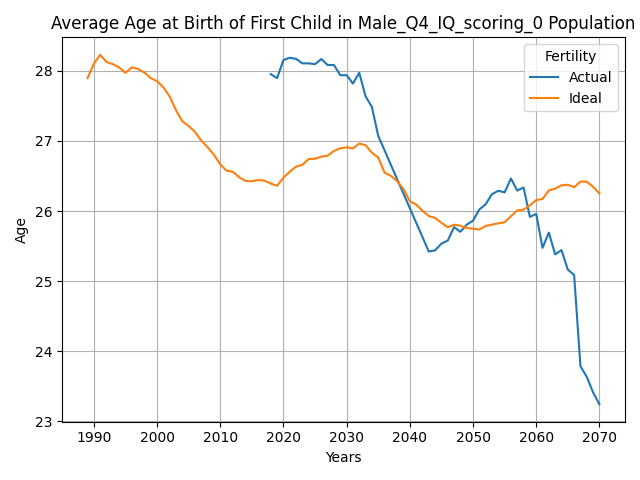 Average Age at Birth of First Child in Male_Q4_IQ_scoring_0 Population
Fertility
Actual
Ideal
Age
28
27
26
25
24
23
1990
2000
2010
2020
2030
2040
2050
2060
2070
Years